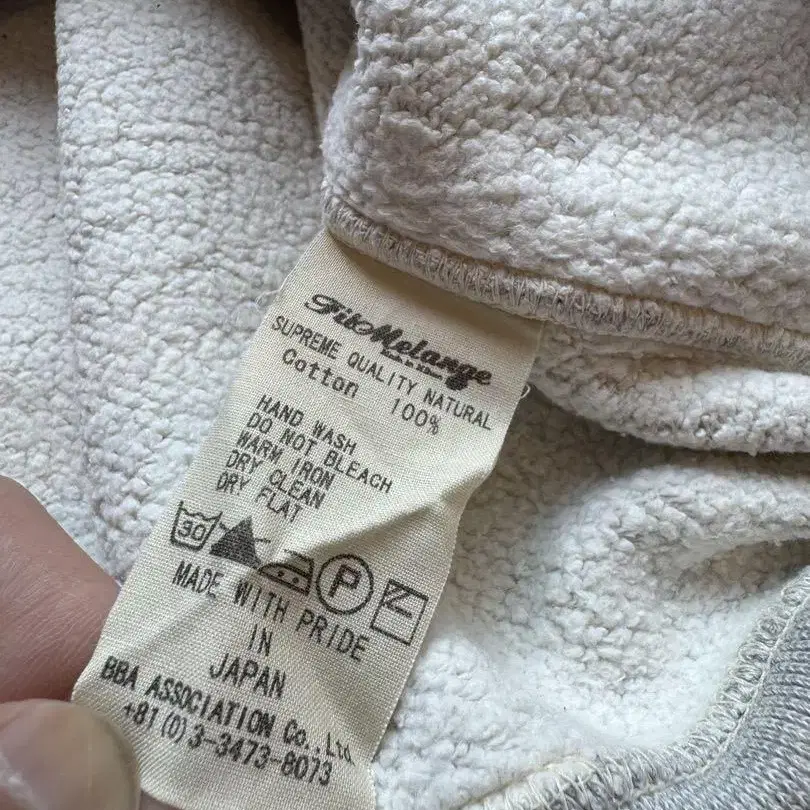 FilMelange
SUPREME QUALITY NATURAL
Cotton 100%
HAND WASH
DO NOT BLEACH
WARM IRON
DRY CLEAN
DRY FLAT
30 P
MADE WITH PRIDE
IN
JAPAN
BBA ASSOCIATION Co.,Ltd.
+81(0)3-3473-8073